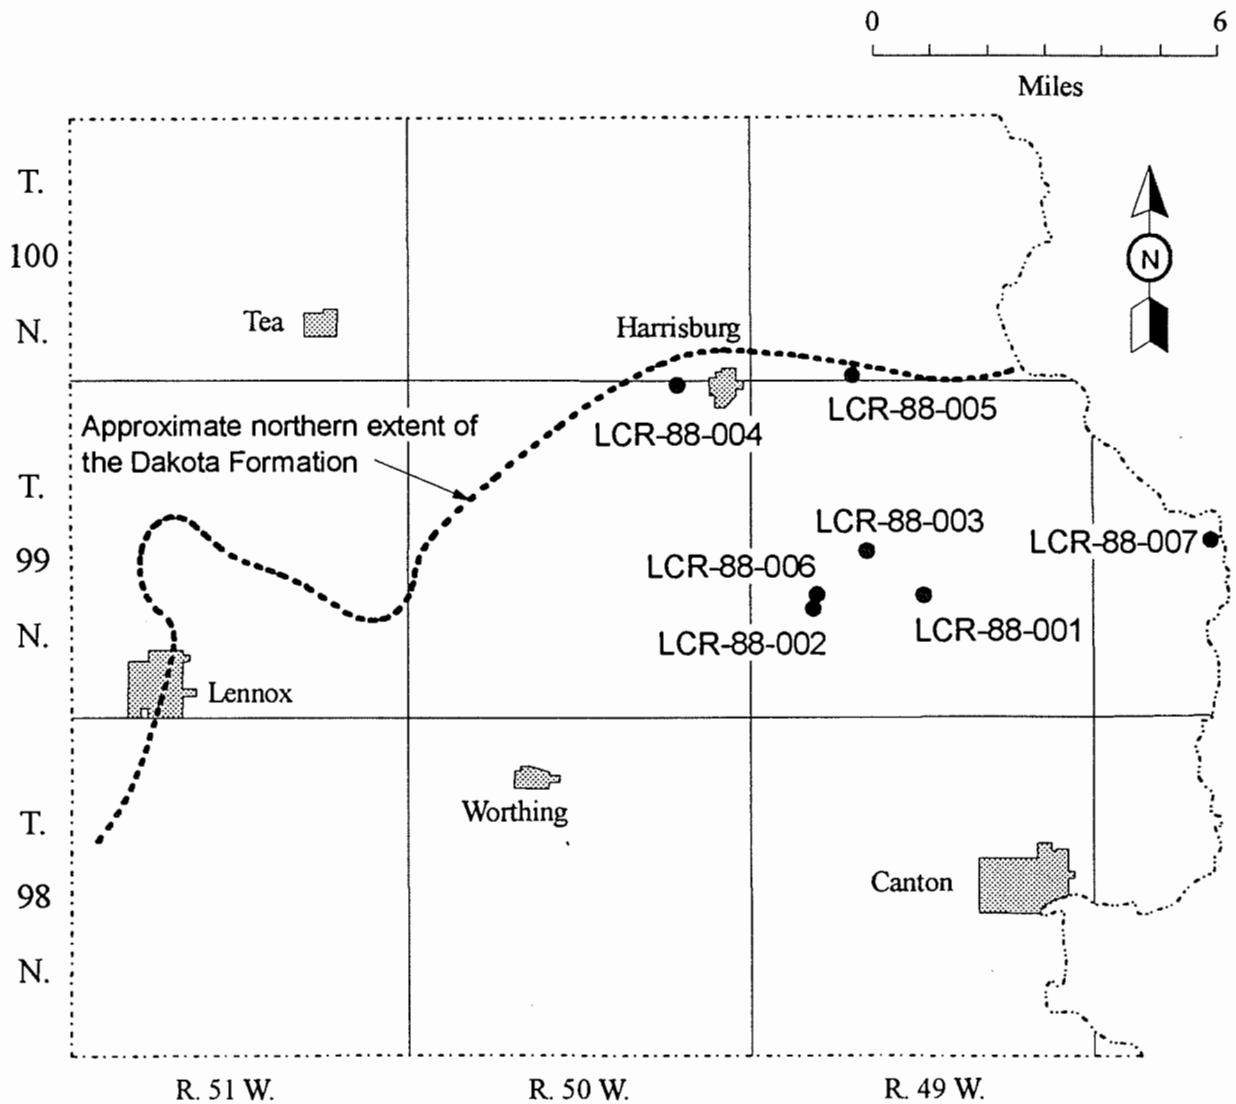 0 6
Miles
T.
100
N.
N
Tea
Harrisburg
LCR-88-005
LCR-88-004
Approximate northern extent of
the Dakota Formation
T.
99
N.
LCR-88-003
LCR-88-007
LCR-88-006
LCR-88-001
LCR-88-002
Lennox
Worthing
T.
98
N.
Canton
R. 51 W. R. 50 W. R. 49 W.